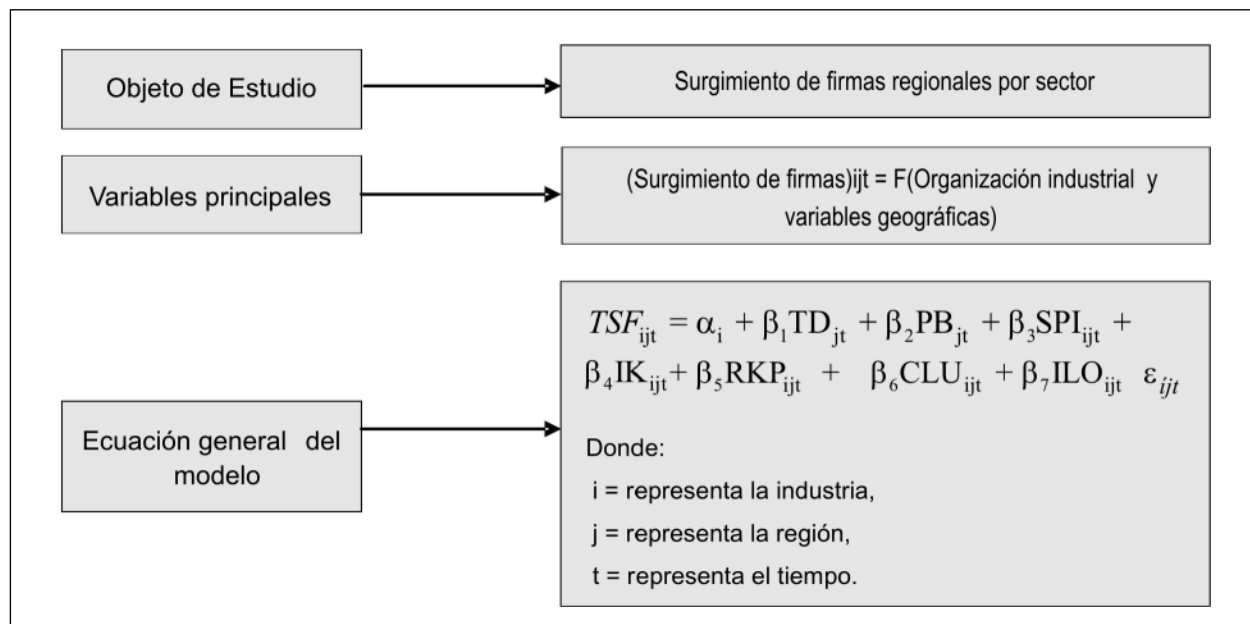 Objeto de Estudio
Surgimiento de firmas regionales por sector
Variables principales
(Surgimiento de firmas)ijt = F(Organización industrial y
variables geográficas)
Ecuación general del
modelo
TSF_ijt = α_i + β_1TD_jt + β_2PB_jt + β_3SPI_ijt +
β_4IK_ijt + β_5RKP_ijt + β_6CLU_ijt + β_7ILO_ijt ε_ijt
Donde:
i = representa la industria,
j = representa la región,
t = representa el tiempo.